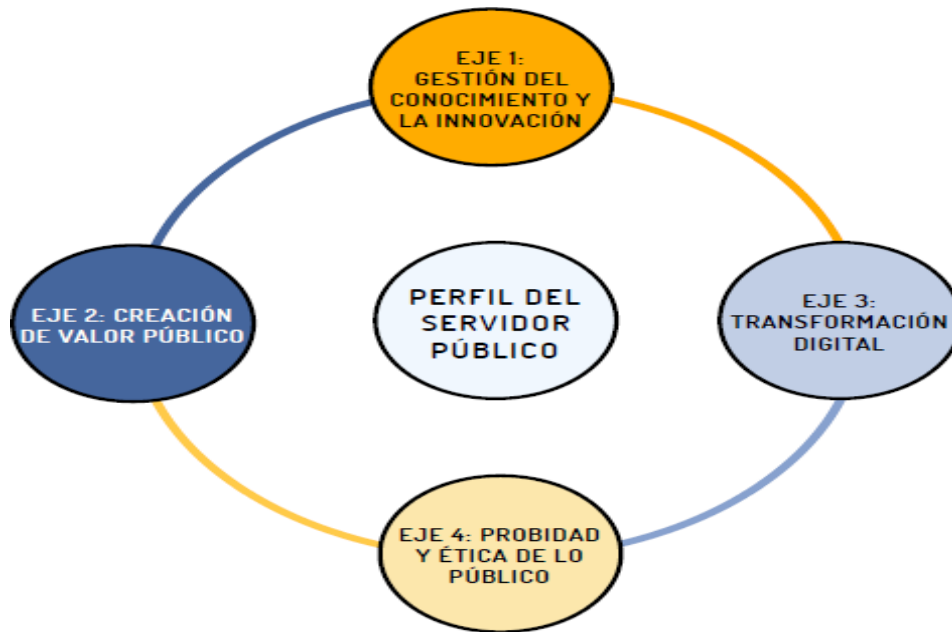 EJE 1:
GESTIÓN DEL
CONOCIMIENTO Y
LA INNOVACIÓN
EJE 2: CREACIÓN
DE VALOR PÚBLICO
PERFIL DEL
SERVIDOR
PÚBLICO
EJE 3:
TRANSFORMACIÓN
DIGITAL
EJE 4: PROBIDAD
Y ÉTICA DE LO
PÚBLICO